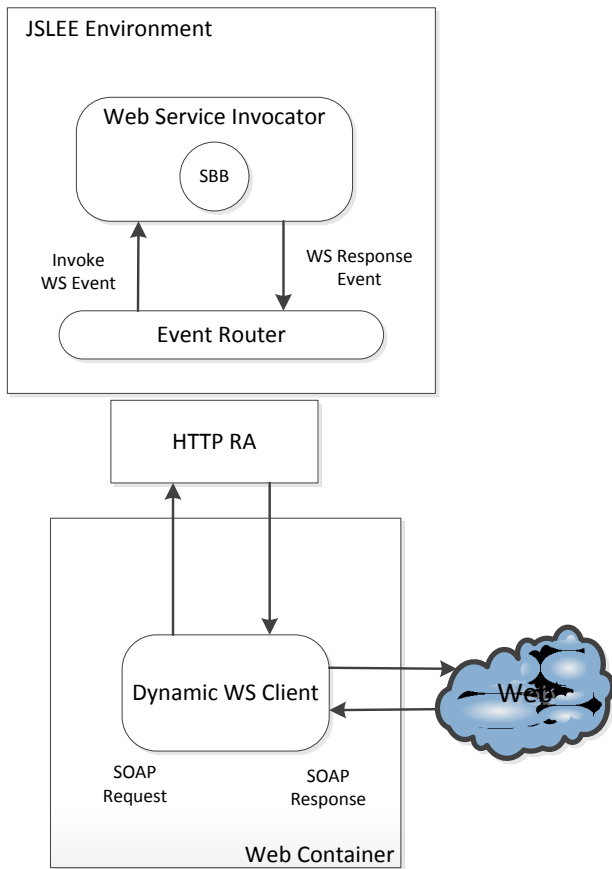 JSLEE Environment
Web Service Invocator
SBB
Invoke
WS Event
WS Response
Event
Event Router
HTTP RA
Dynamic WS Client
Web
SOAP
Request
SOAP
Response
Web Container